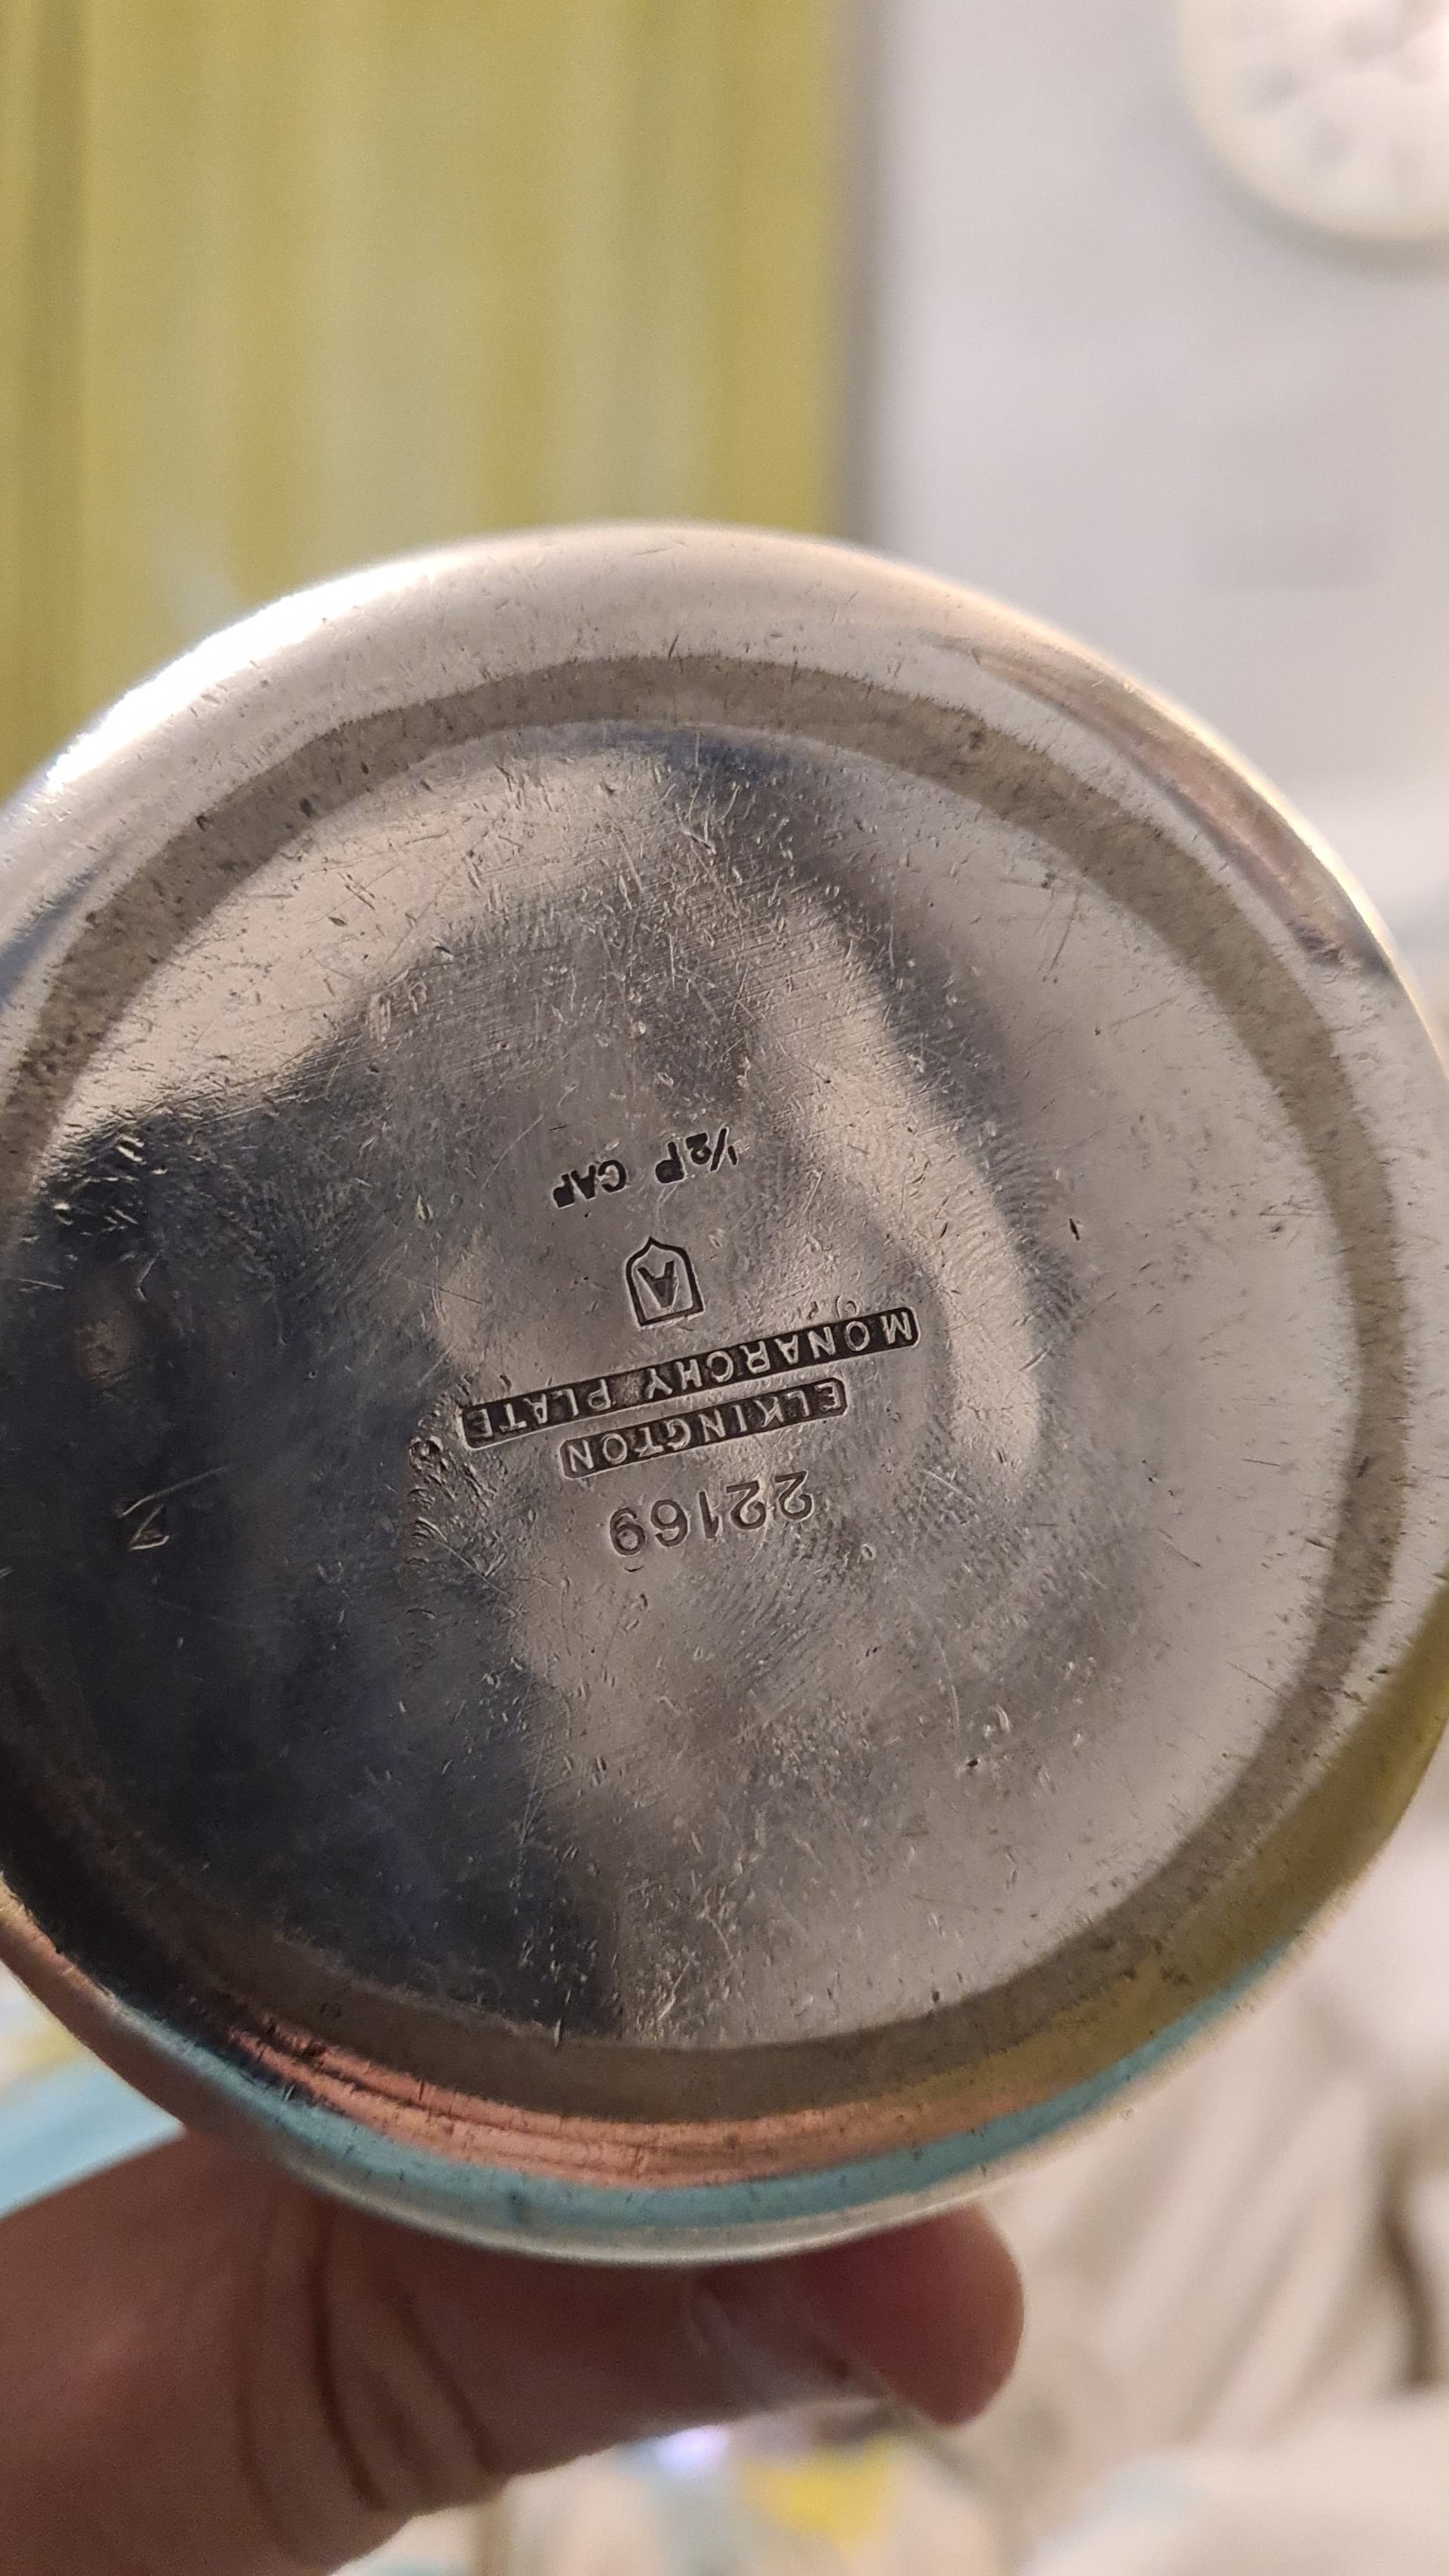 22169
ELKINGTON
MONARCHY PLATE
A
½P CAP